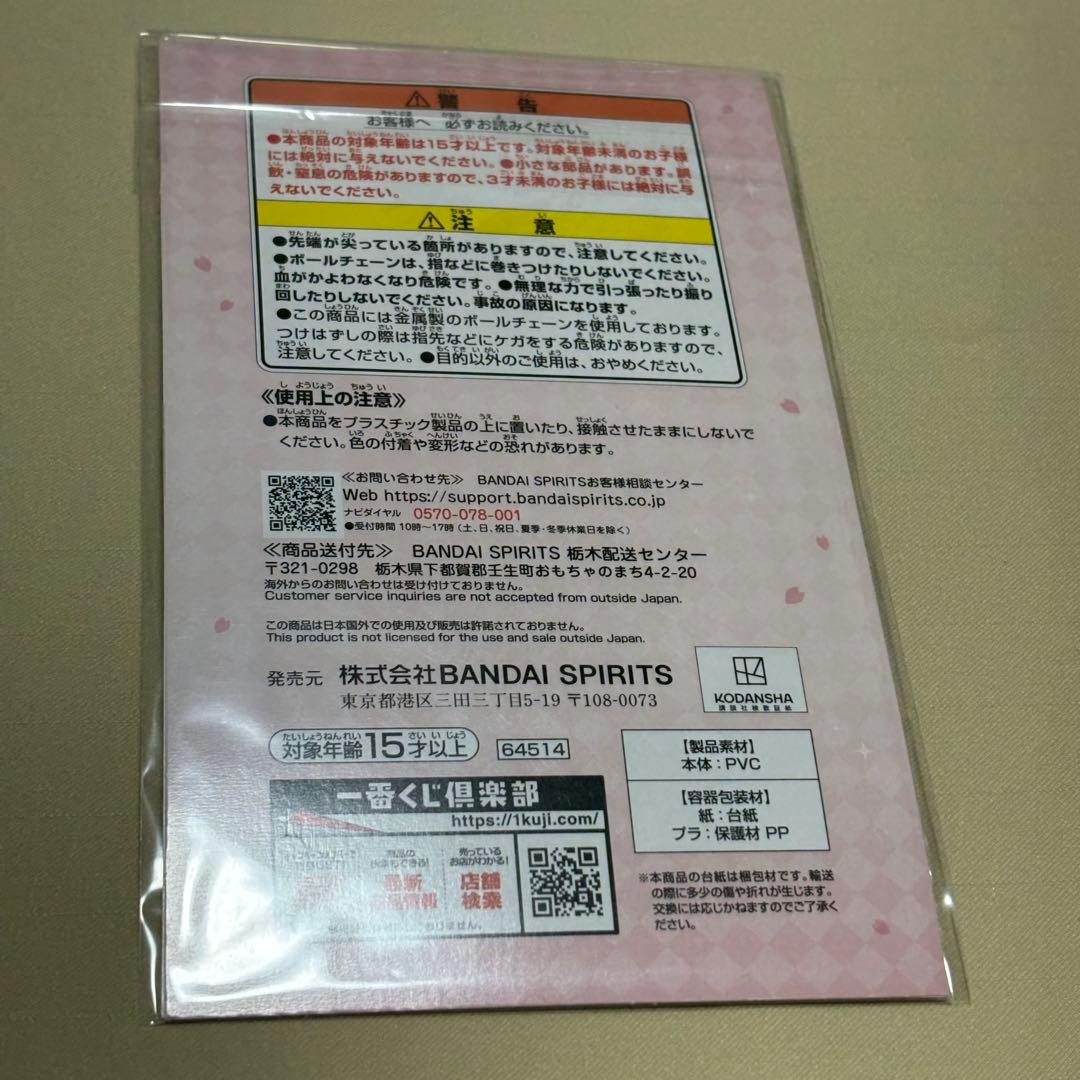 警告
お客様へ 必ずお読みください。
●本商品の対象年齢は15才以上です。対象年齢未満のお子様
には絶対に与えないでください。●小さな部品があります。誤
飲・窒息の危険がありますので、3才未満のお子様には絶対に与
えないでください。
注意
●先端が尖っている箇所がありますので、注意してください。
●ボールチェーンは、指などに巻きつけたりしないでください。
血がかよわなくなり危険です。●無理な力で引っ張ったり振り
回したりしないでください。事故の原因になります。
●この商品には金属製のボールチェーンを使用しております。
つけはずしの際は指先などにケガをする危険がありますので、
注意してください。●目的以外のご使用は、おやめください。
《使用上の注意》
●本商品をプラスチック製品の上に置いたり、接触させたままにしないで
ください。色の付着や変形などの恐れがあります。
≪お問い合わせ先≫ BANDAI SPIRITSお客様相談センター
Web https://support.bandaispirits.co.jp
ナビダイヤル 0570-078-001
●受付時間 10時～17時(土、日、祝日、夏季・冬季休業日を除く)
≪商品送付先≫ BANDAI SPIRITS 栃木配送センター
〒321-0298 栃木県下都賀郡壬生町おもちゃのまち4-2-20
海外からのお問い合わせは受け付けておりません。
Customer service inquiries are not accepted from outside Japan.
この商品は日本国外での使用及び販売は許諾されておりません。
This product is not licensed for the use and sale outside Japan.
発売元 株式会社BANDAI SPIRITS
東京都港区三田三丁目5-19 〒108-0073
KODANSHA
講談社検数証紙
対象年齢15才以上
64514
【製品素材】
本体：PVC
【容器包装材】
紙：台紙
プラ：保護材 PP
一番くじ倶楽部
https://1kuji.com/
商品の
最新
情報
売っている
お店がわかる!
店舗
検索
※本商品の台紙は梱包材です。輸送
の際に多少の傷や折れが生じます。
交換には応じかねますのでご了承く
ださい。